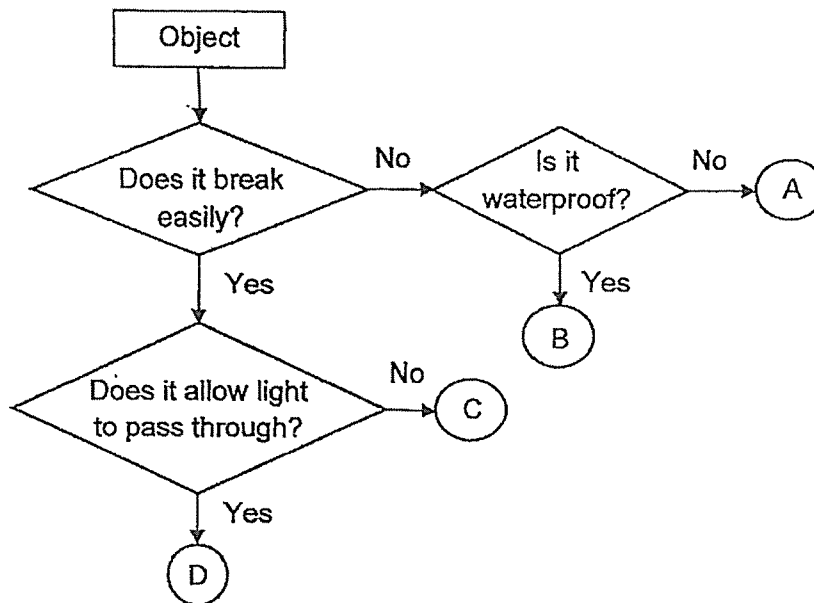 Object
Does it break
easily?
No
Is it
waterproof?
No
A
Yes
B
Yes
Does it allow light
to pass through?
No
C
Yes
D